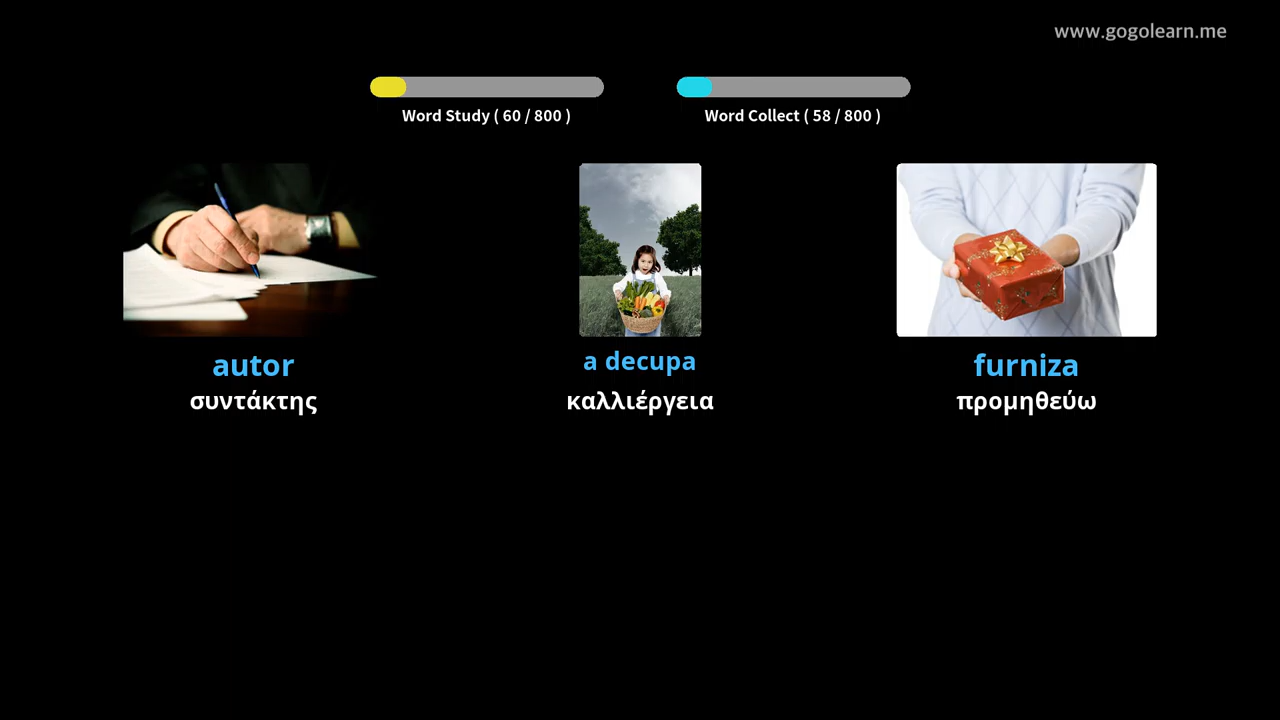 www.gogolearn.me
Word Study ( 60 / 800 )
Word Collect ( 58 / 800 )
autor
συντάκτης
a decupa
καλλιέργεια
furniza
προμηθεύω